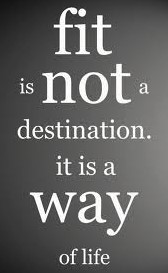 fit
is not a
destination.
it is a
way
of life